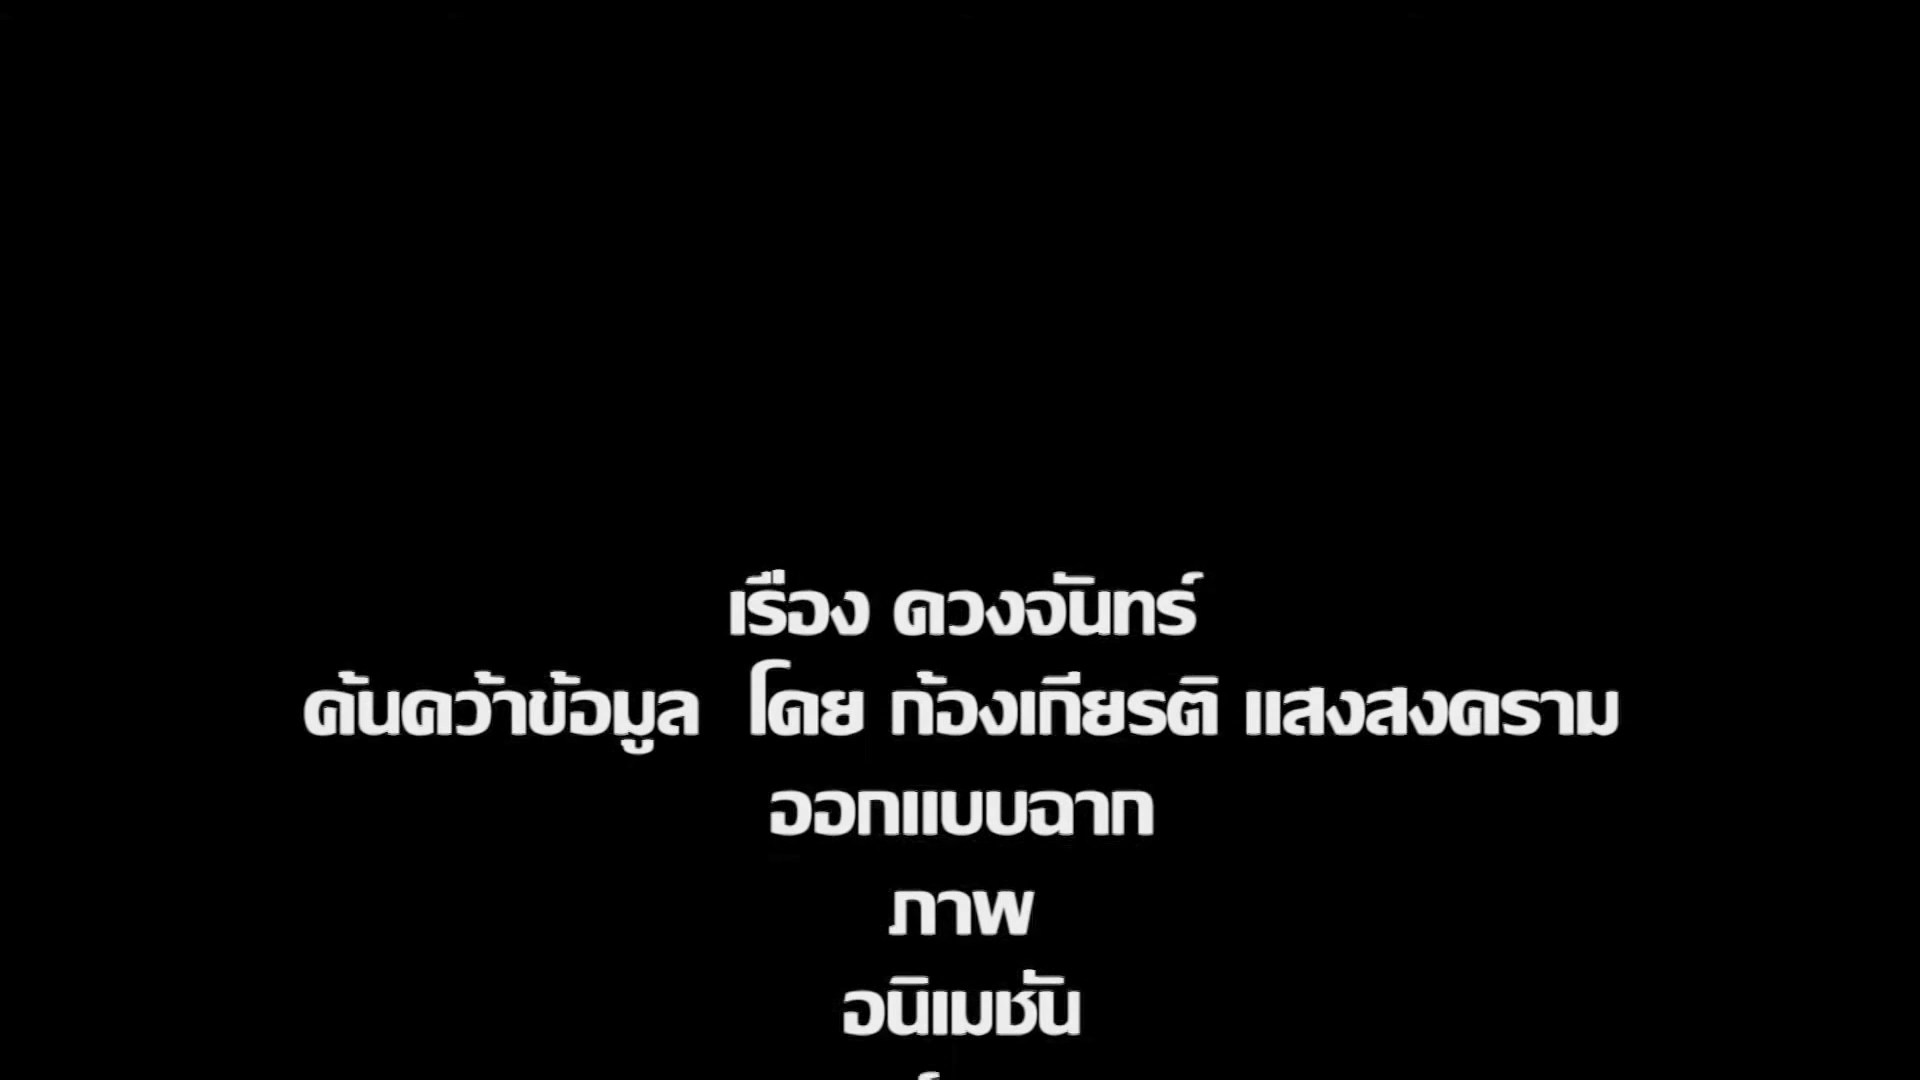 เรื่อง ดวงจันทร์
ค้นคว้าข้อมูล โดย ก้องเกียรติ แสงสงคราม
ออกแบบฉาก
ภาพ
อนิเมชัน